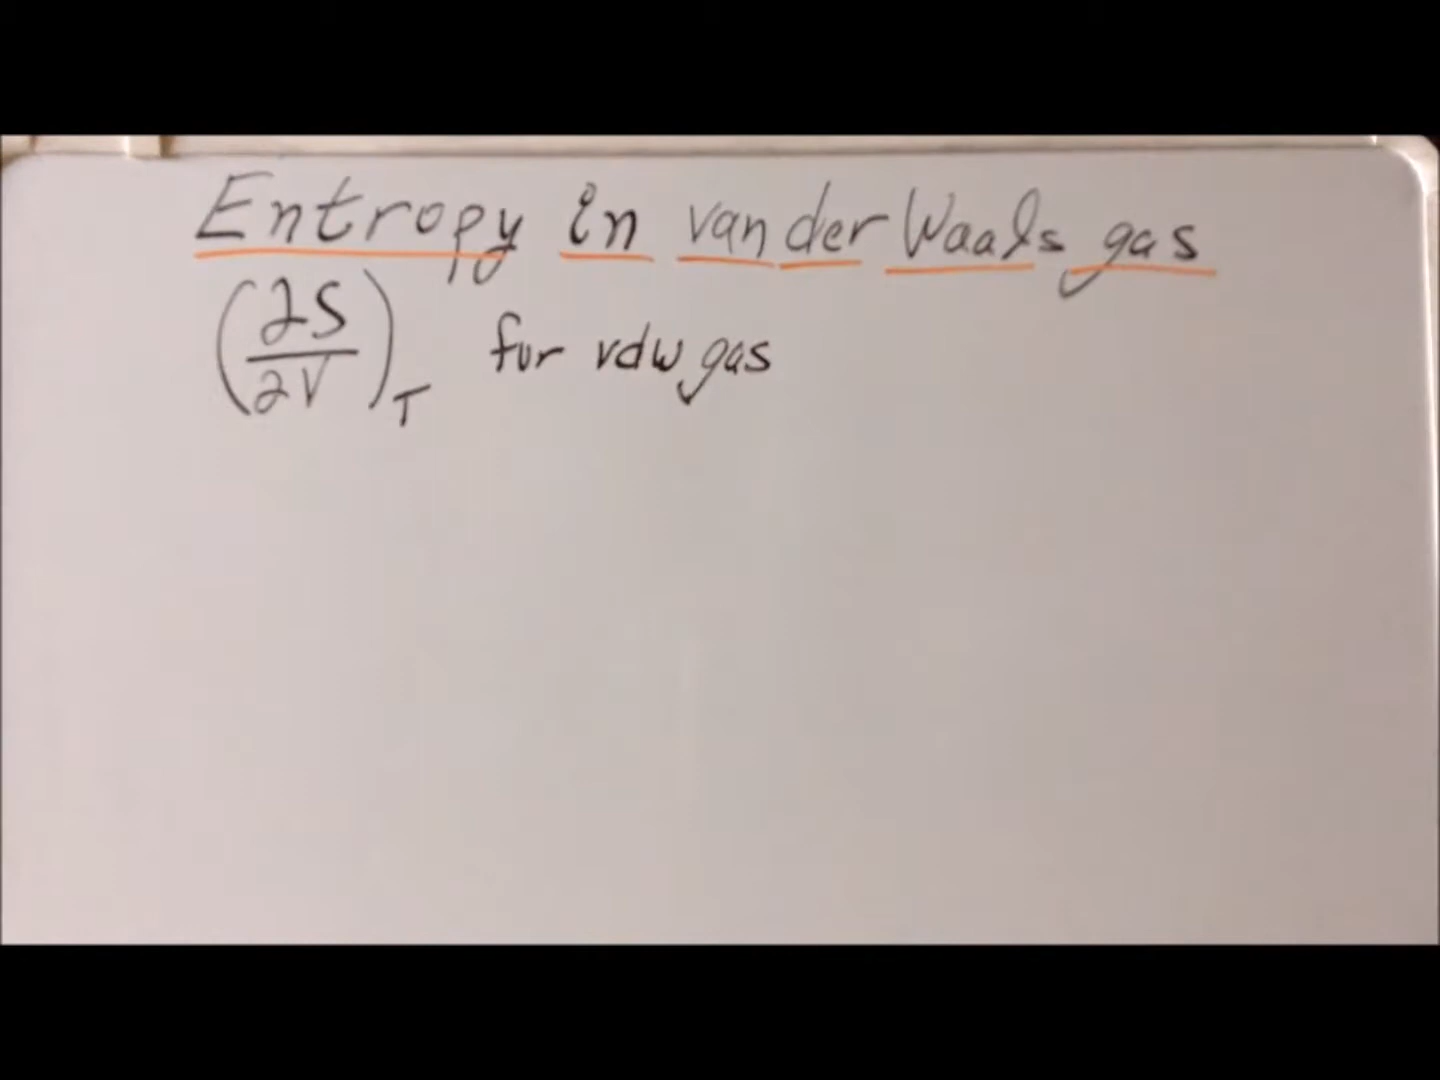 Entropy in van der Waals gas
(∂S/∂V)_T for vdw gas